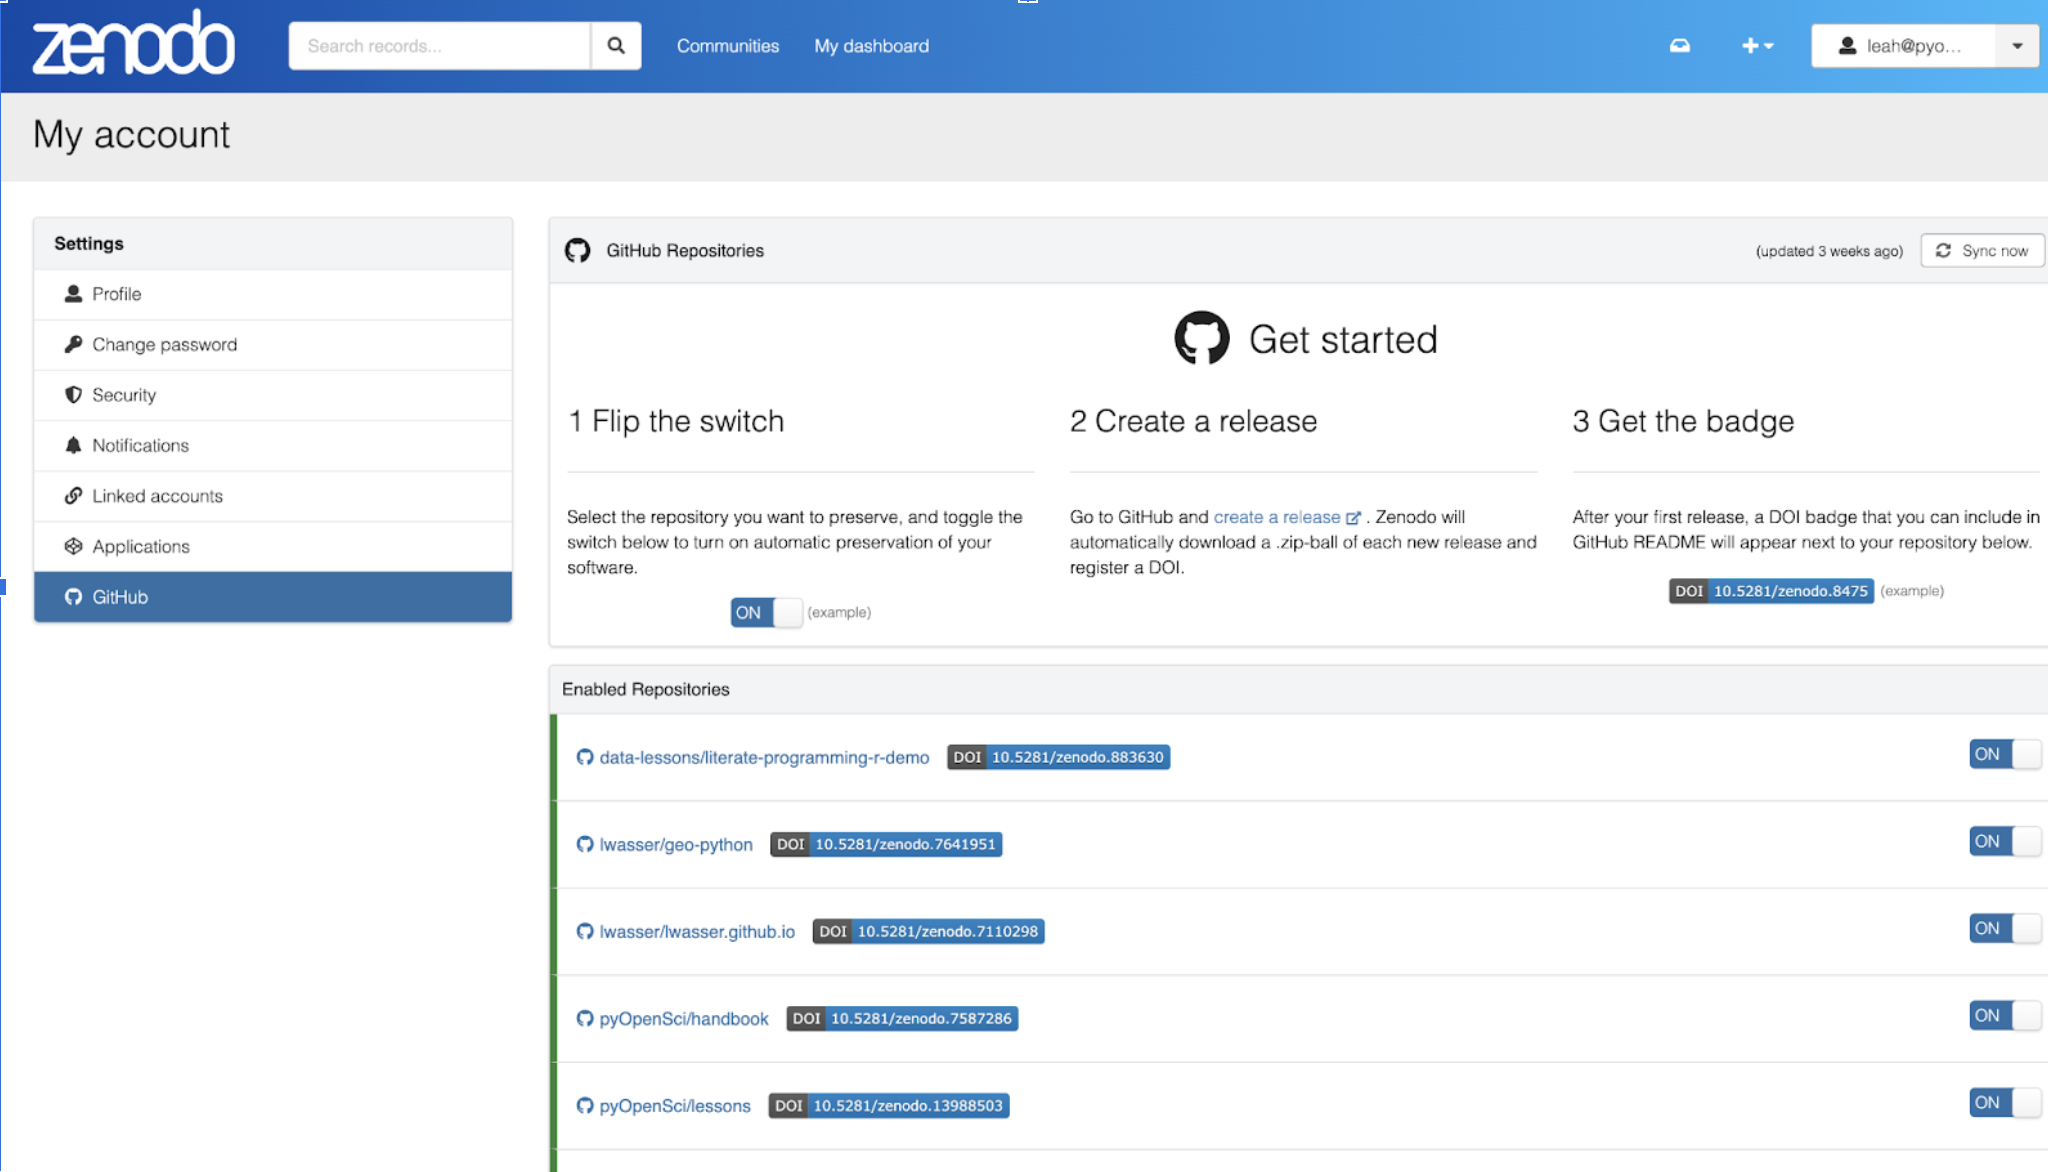 zenodo
Search records...
Communities
My dashboard
leah@pyo...
My account
Settings
Profile
Change password
Security
Notifications
Linked accounts
Applications
GitHub
GitHub Repositories
(updated 3 weeks ago)
Sync now
Get started
1 Flip the switch
Select the repository you want to preserve, and toggle the
switch below to turn on automatic preservation of your
software.
ON (example)
2 Create a release
Go to GitHub and create a release . Zenodo will
automatically download a .zip-ball of each new release and
register a DOI.
3 Get the badge
After your first release, a DOI badge that you can include in
GitHub README will appear next to your repository below.
DOI 10.5281/zenodo.8475 (example)
Enabled Repositories
data-lessons/literate-programming-r-demo DOI 10.5281/zenodo.883630 ON
lwasser/geo-python DOI 10.5281/zenodo.7641951 ON
lwasser/lwasser.github.io DOI 10.5281/zenodo.7110298 ON
pyOpenSci/handbook DOI 10.5281/zenodo.7587286 ON
pyOpenSci/lessons DOI 10.5281/zenodo.13988503 ON